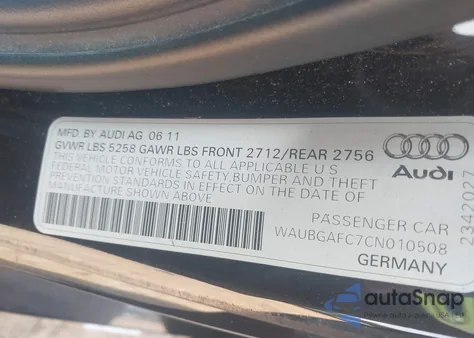 MFD. BY AUDI AG 06 11
GVWR LBS 5258 GAWR LBS FRONT 2712/REAR 2756
THIS VEHICLE CONFORMS TO ALL APPLICABLE U S
FEDERAL MOTOR VEHICLE SAFETY BUMPER AND THEFT
PREVENTION STANDARDS IN EFFECT ON THE DATE OF
MANUFACTURE SHOWN ABOVE
Audi
PASSENGER CAR
WAUBGAFC7CN010508
GERMANY
autoSnap